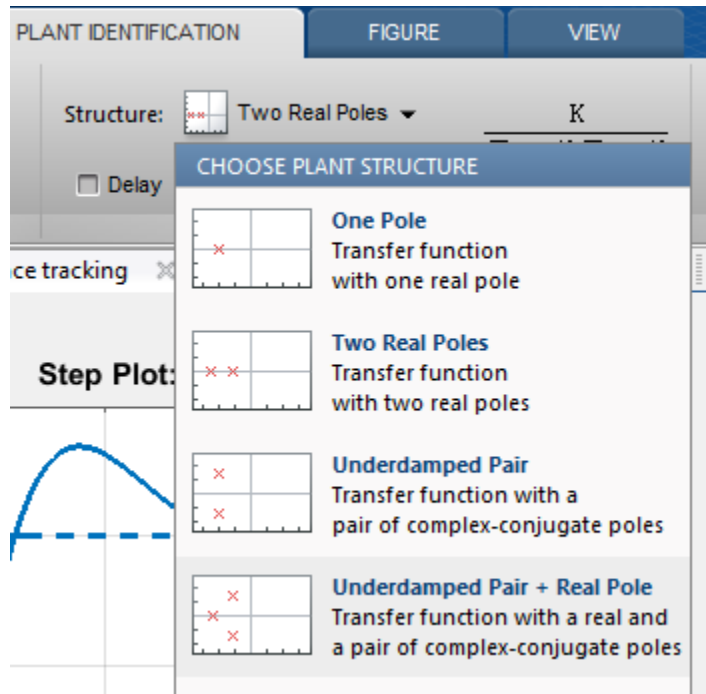 PLANT IDENTIFICATION FIGURE VIEW
Structure: Two Real Poles K
Delay
CHOOSE PLANT STRUCTURE
One Pole
Transfer function
with one real pole
ce tracking
Two Real Poles
Transfer function
with two real poles
Step Plot:
Underdamped Pair
Transfer function with a
pair of complex-conjugate poles
Underdamped Pair + Real Pole
Transfer function with a real and
a pair of complex-conjugate poles